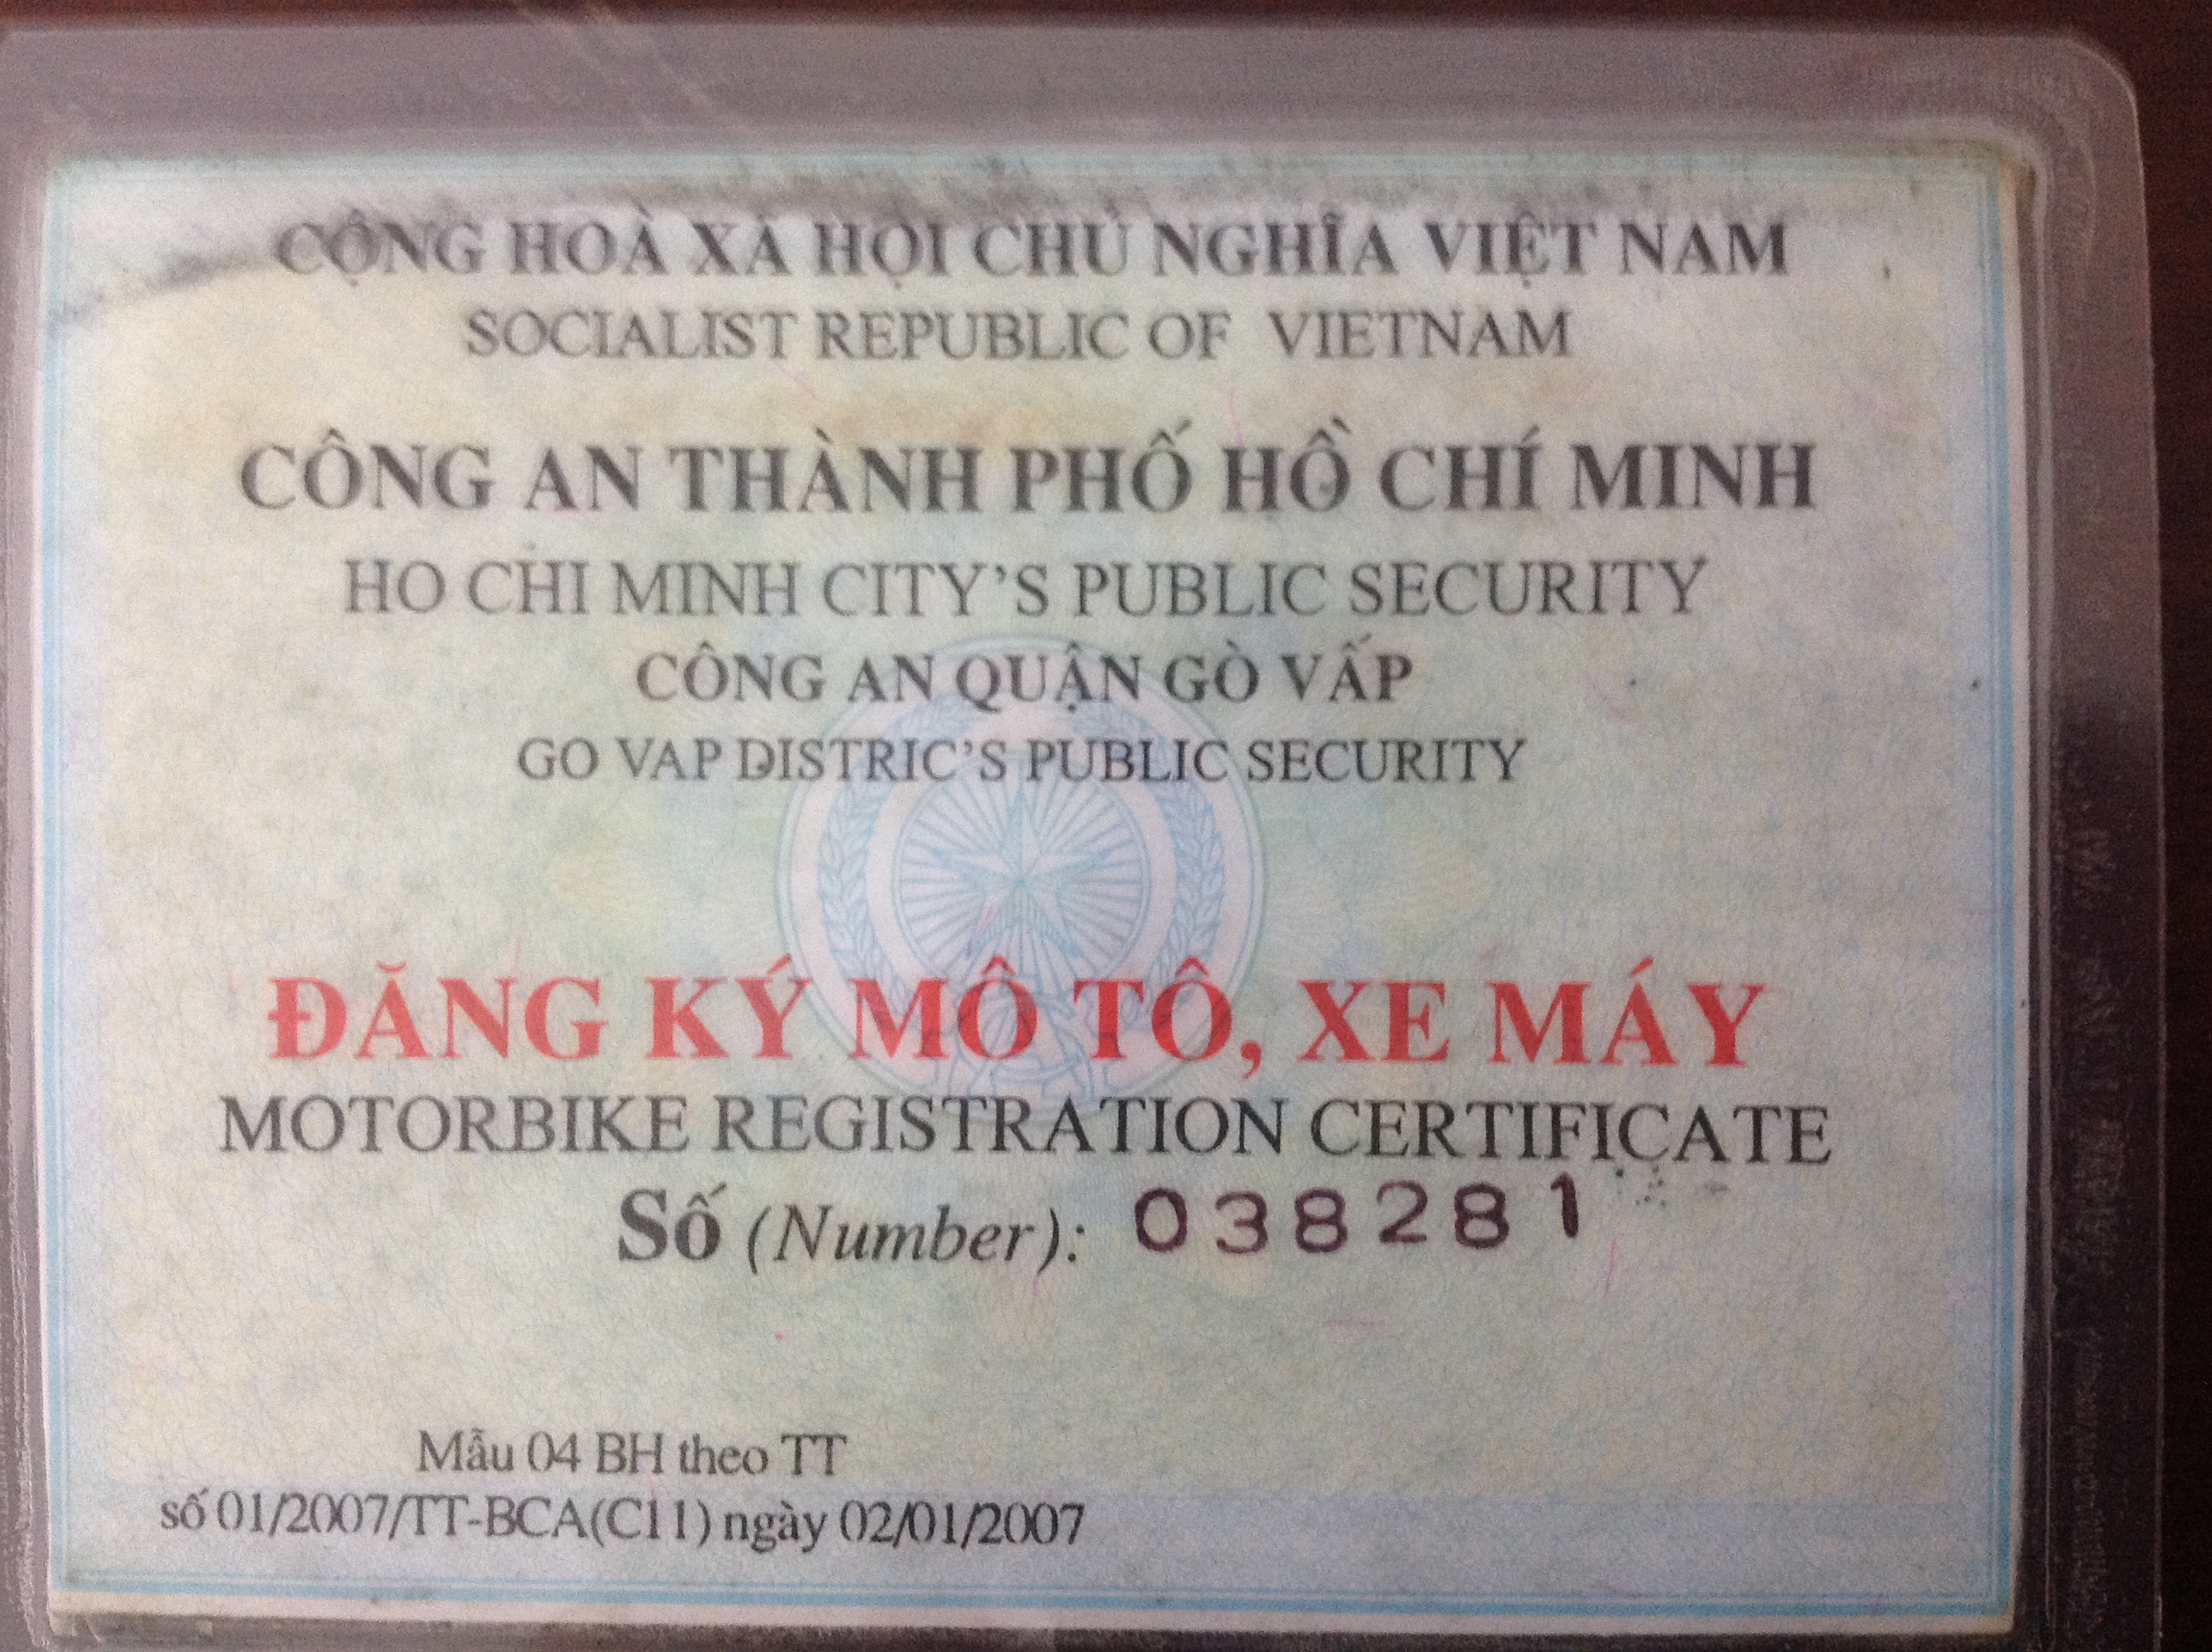 CỘNG HOÀ XÃ HỘI CHỦ NGHĨA VIỆT NAM
SOCIALIST REPUBLIC OF VIETNAM
CÔNG AN THÀNH PHỐ HỒ CHÍ MINH
HO CHI MINH CITY'S PUBLIC SECURITY
CÔNG AN QUẬN GÒ VẤP
GO VAP DISTRIC'S PUBLIC SECURITY
ĐĂNG KÝ MÔ TÔ, XE MÁY
MOTORBIKE REGISTRATION CERTIFICATE
Số (Number): 038281
Mẫu 04 BH theo TT
số 01/2007/TT-BCA(C11) ngày 02/01/2007